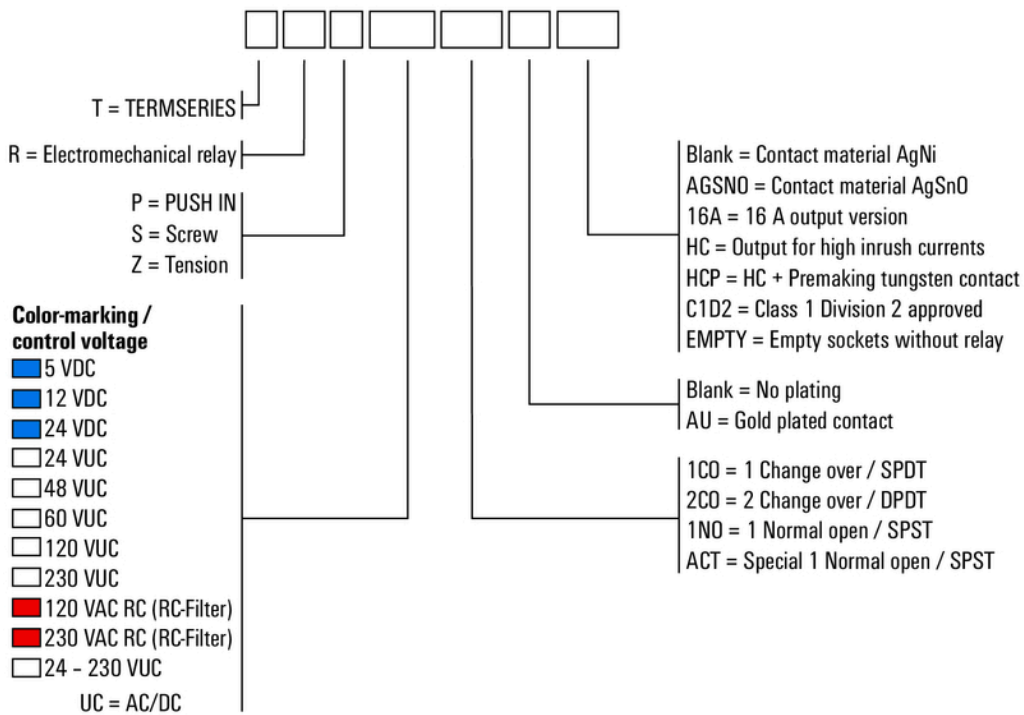 T = TERMSERIES
R = Electromechanical relay
P = PUSH IN
S = Screw
Z = Tension
Color-marking /
control voltage
5 VDC
12 VDC
24 VDC
24 VUC
48 VUC
60 VUC
120 VUC
230 VUC
120 VAC RC (RC-Filter)
230 VAC RC (RC-Filter)
24 - 230 VUC
UC = AC/DC
Blank = Contact material AgNi
AGSNO = Contact material AgSnO
16A = 16 A output version
HC = Output for high inrush currents
HCP = HC + Premaking tungsten contact
C1D2 = Class 1 Division 2 approved
EMPTY = Empty sockets without relay
Blank = No plating
AU = Gold plated contact
1CO = 1 Change over / SPDT
2CO = 2 Change over / DPDT
1NO = 1 Normal open / SPST
ACT = Special 1 Normal open / SPST